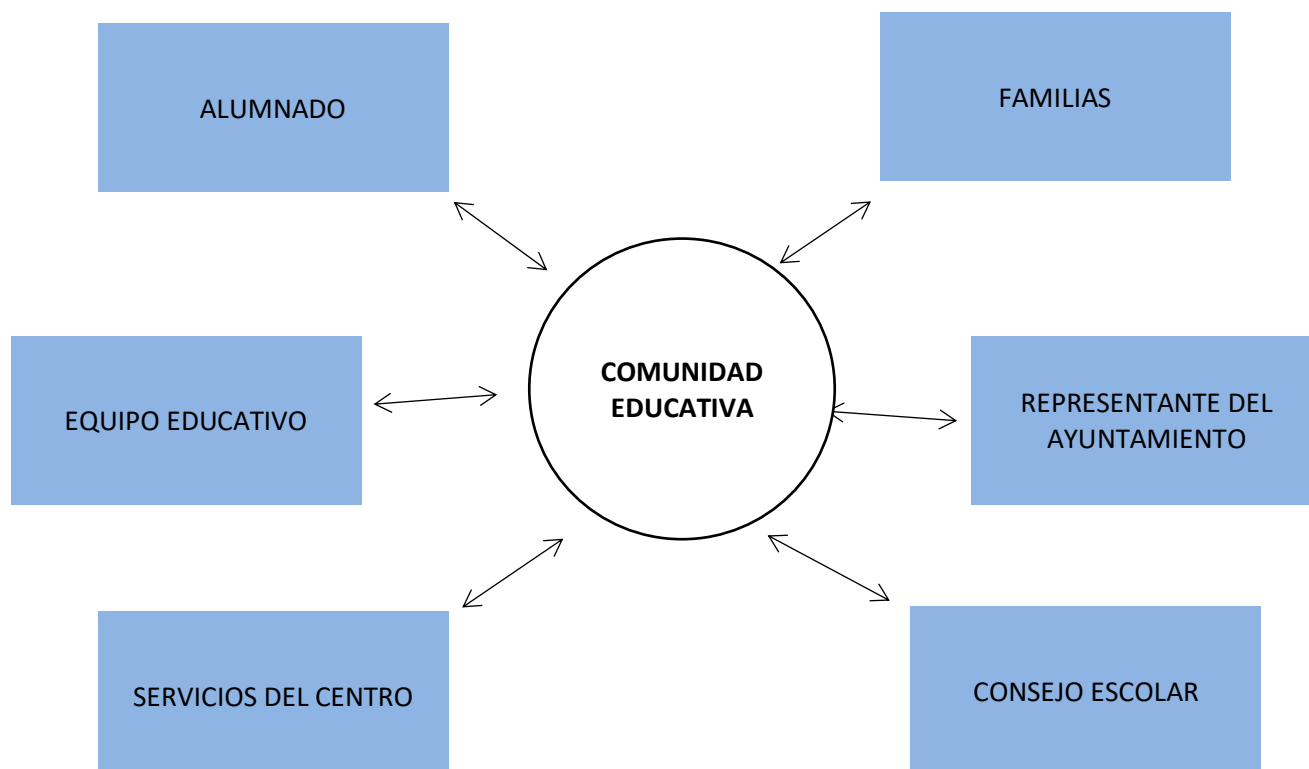 ALUMNADO
FAMILIAS
COMUNIDAD
EDUCATIVA
EQUIPO EDUCATIVO
REPRESENTANTE DEL
AYUNTAMIENTO
SERVICIOS DEL CENTRO
CONSEJO ESCOLAR